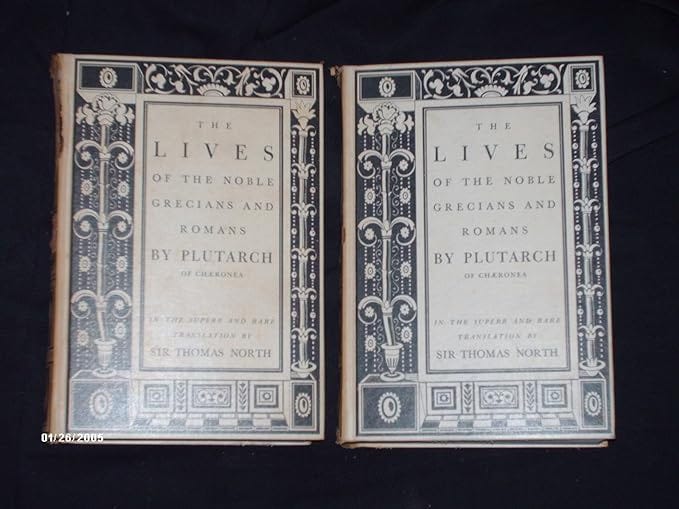 THE
LIVES
OF THE NOBLE
GRECIANS AND
ROMANS
BY PLUTARCH
OF CHÆRONEA
IN THE SUPERB AND RARE
TRANSLATION BY
SIR THOMAS NORTH
THE
LIVES
OF THE NOBLE
GRECIANS AND
ROMANS
BY PLUTARCH
OF CHÆRONEA
IN THE SUPERB AND RARE
TRANSLATION BY
SIR THOMAS NORTH
01/26/2005